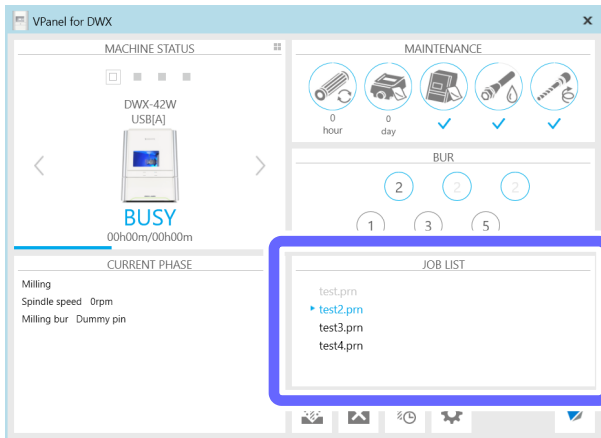 VPanel for DWX
MACHINE STATUS
DWX-42W
USB[A]
BUSY
00h00m/00h00m
MAINTENANCE
0
hour
0
day
BUR
2
2
2
1
3
5
CURRENT PHASE
Milling
Spindle speed 0rpm
Milling bur Dummy pin
JOB LIST
test.prn
test2.prn
test3.prn
test4.prn